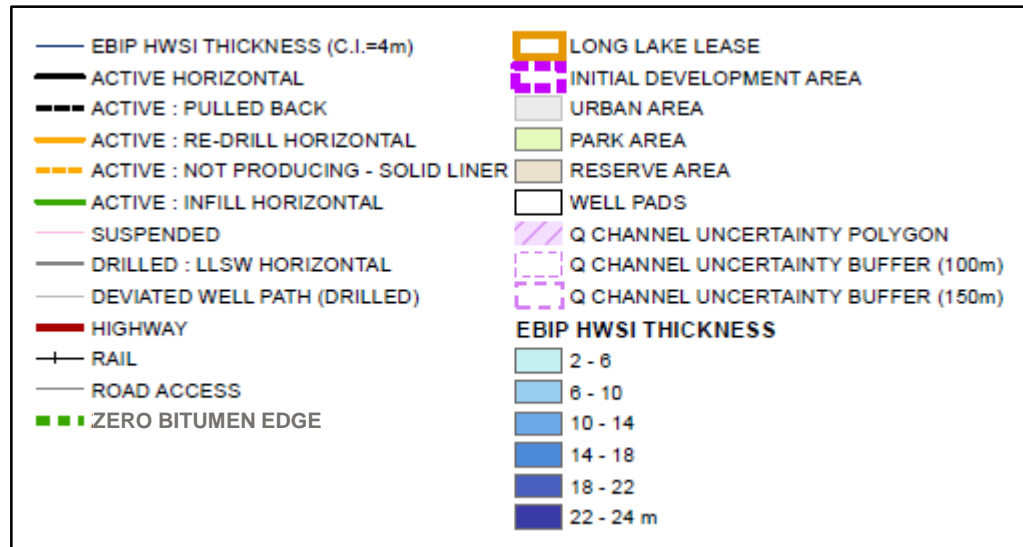 EBIP HWSI THICKNESS (C.I.=4m)
ACTIVE HORIZONTAL
ACTIVE : PULLED BACK
ACTIVE : RE-DRILL HORIZONTAL
ACTIVE : NOT PRODUCING - SOLID LINER
ACTIVE : INFILL HORIZONTAL
SUSPENDED
DRILLED : LLSW HORIZONTAL
DEVIATED WELL PATH (DRILLED)
HIGHWAY
RAIL
ROAD ACCESS
ZERO BITUMEN EDGE
LONG LAKE LEASE
INITIAL DEVELOPMENT AREA
URBAN AREA
PARK AREA
RESERVE AREA
WELL PADS
Q CHANNEL UNCERTAINTY POLYGON
Q CHANNEL UNCERTAINTY BUFFER (100m)
Q CHANNEL UNCERTAINTY BUFFER (150m)
EBIP HWSI THICKNESS
2 - 6
6 - 10
10 - 14
14 - 18
18 - 22
22 - 24 m